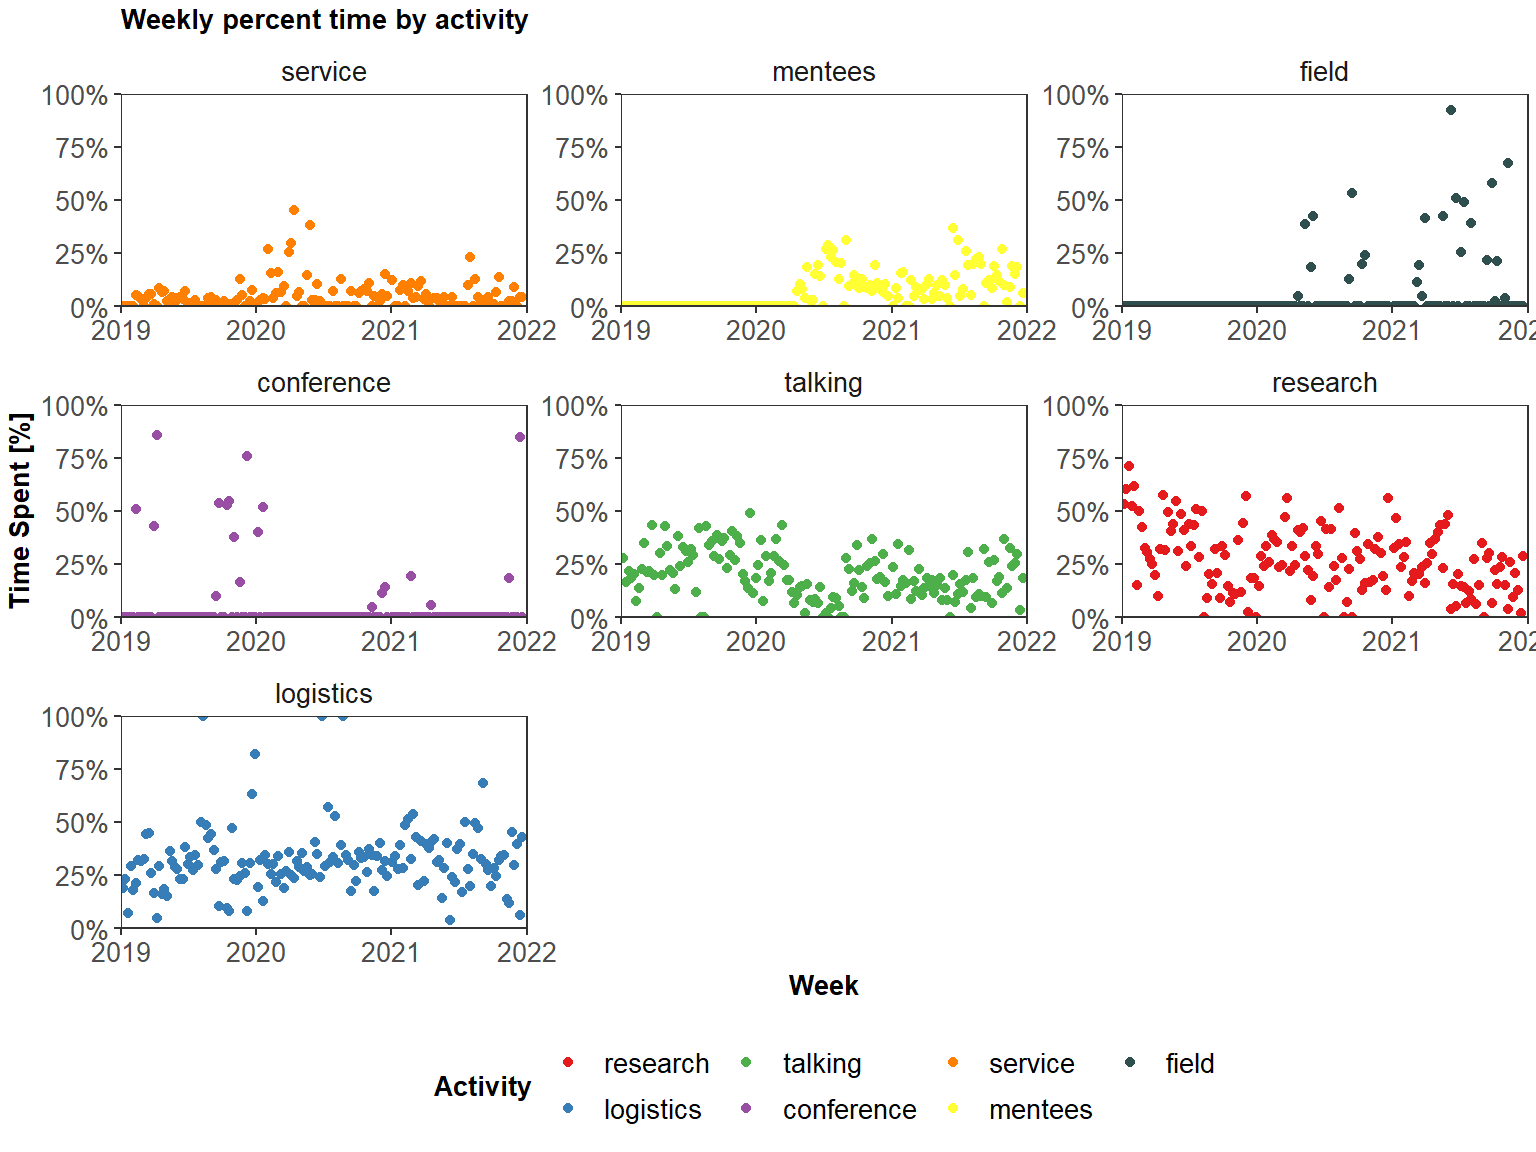 Weekly percent time by activity
service mentees field
100% 100% 100%
75% 75% 75%
50% 50% 50%
25% 25% 25%
0% 0% 0%
2019 2020 2021 2022 2019 2020 2021 2022 2019 2020 2021 202
conference talking research
100% 100% 100%
75% 75% 75%
50% 50% 50%
25% 25% 25%
0% 0% 0%
2019 2020 2021 2022 2019 2020 2021 2022 2019 2020 2021 202
Time Spent [%]
logistics
100%
75%
50%
25%
0%
2019 2020 2021 2022
Week
Activity
research talking service field
logistics conference mentees